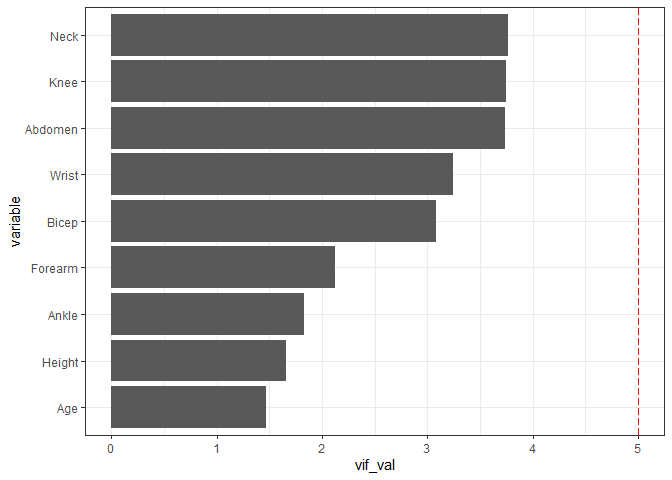 Neck
Knee
Abdomen
Wrist
Bicep
Forearm
Ankle
Height
Age
variable
0 1 2 3 4 5
vif_val